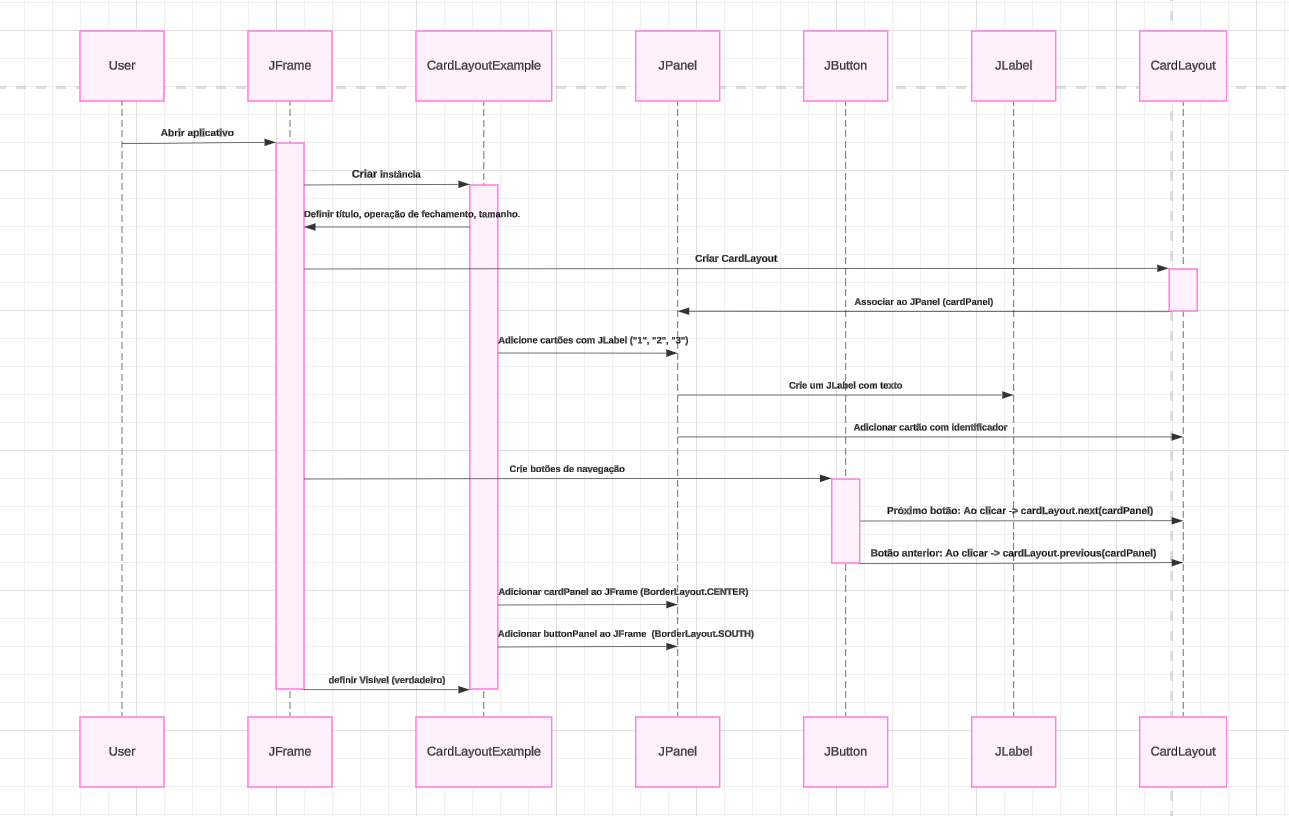 User
JFrame
CardLayoutExample
JPanel
JButton
JLabel
CardLayout
Abrir aplicativo
Criar instância
Definir título, operação de fechamento, tamanho.
Criar CardLayout
Associar ao JPanel (cardPanel)
Adicione cartões com JLabel ("1", "2", "3")
Crie um JLabel com texto
Adicionar cartão com identificador
Crie botões de navegação
Próximo botão: Ao clicar -> cardLayout.next(cardPanel)
Botão anterior: Ao clicar -> cardLayout.previous(cardPanel)
Adicionar cardPanel ao JFrame (BorderLayout.CENTER)
Adicionar buttonPanel ao JFrame (BorderLayout.SOUTH)
definir Visível (verdadeiro)
User
JFrame
CardLayoutExample
JPanel
JButton
JLabel
CardLayout